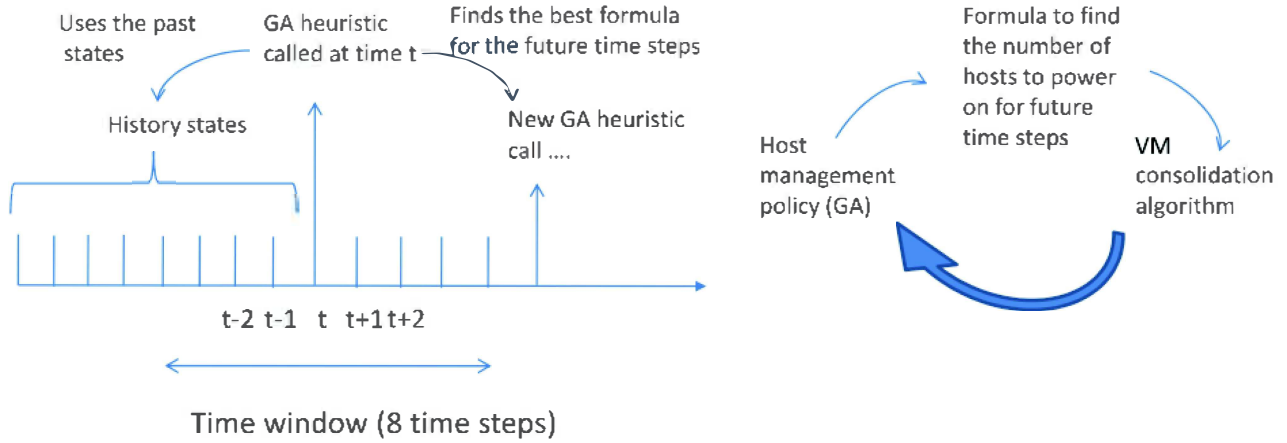 Uses the past
states
GA heuristic
called at time t
Finds the best formula
for the future time steps
History states
New GA heuristic
call ....
t-2 t-1 t t+1 t+2
Time window (8 time steps)
Formula to find
the number of
hosts to power
on for future
time steps
Host
management
policy (GA)
VM
consolidation
algorithm